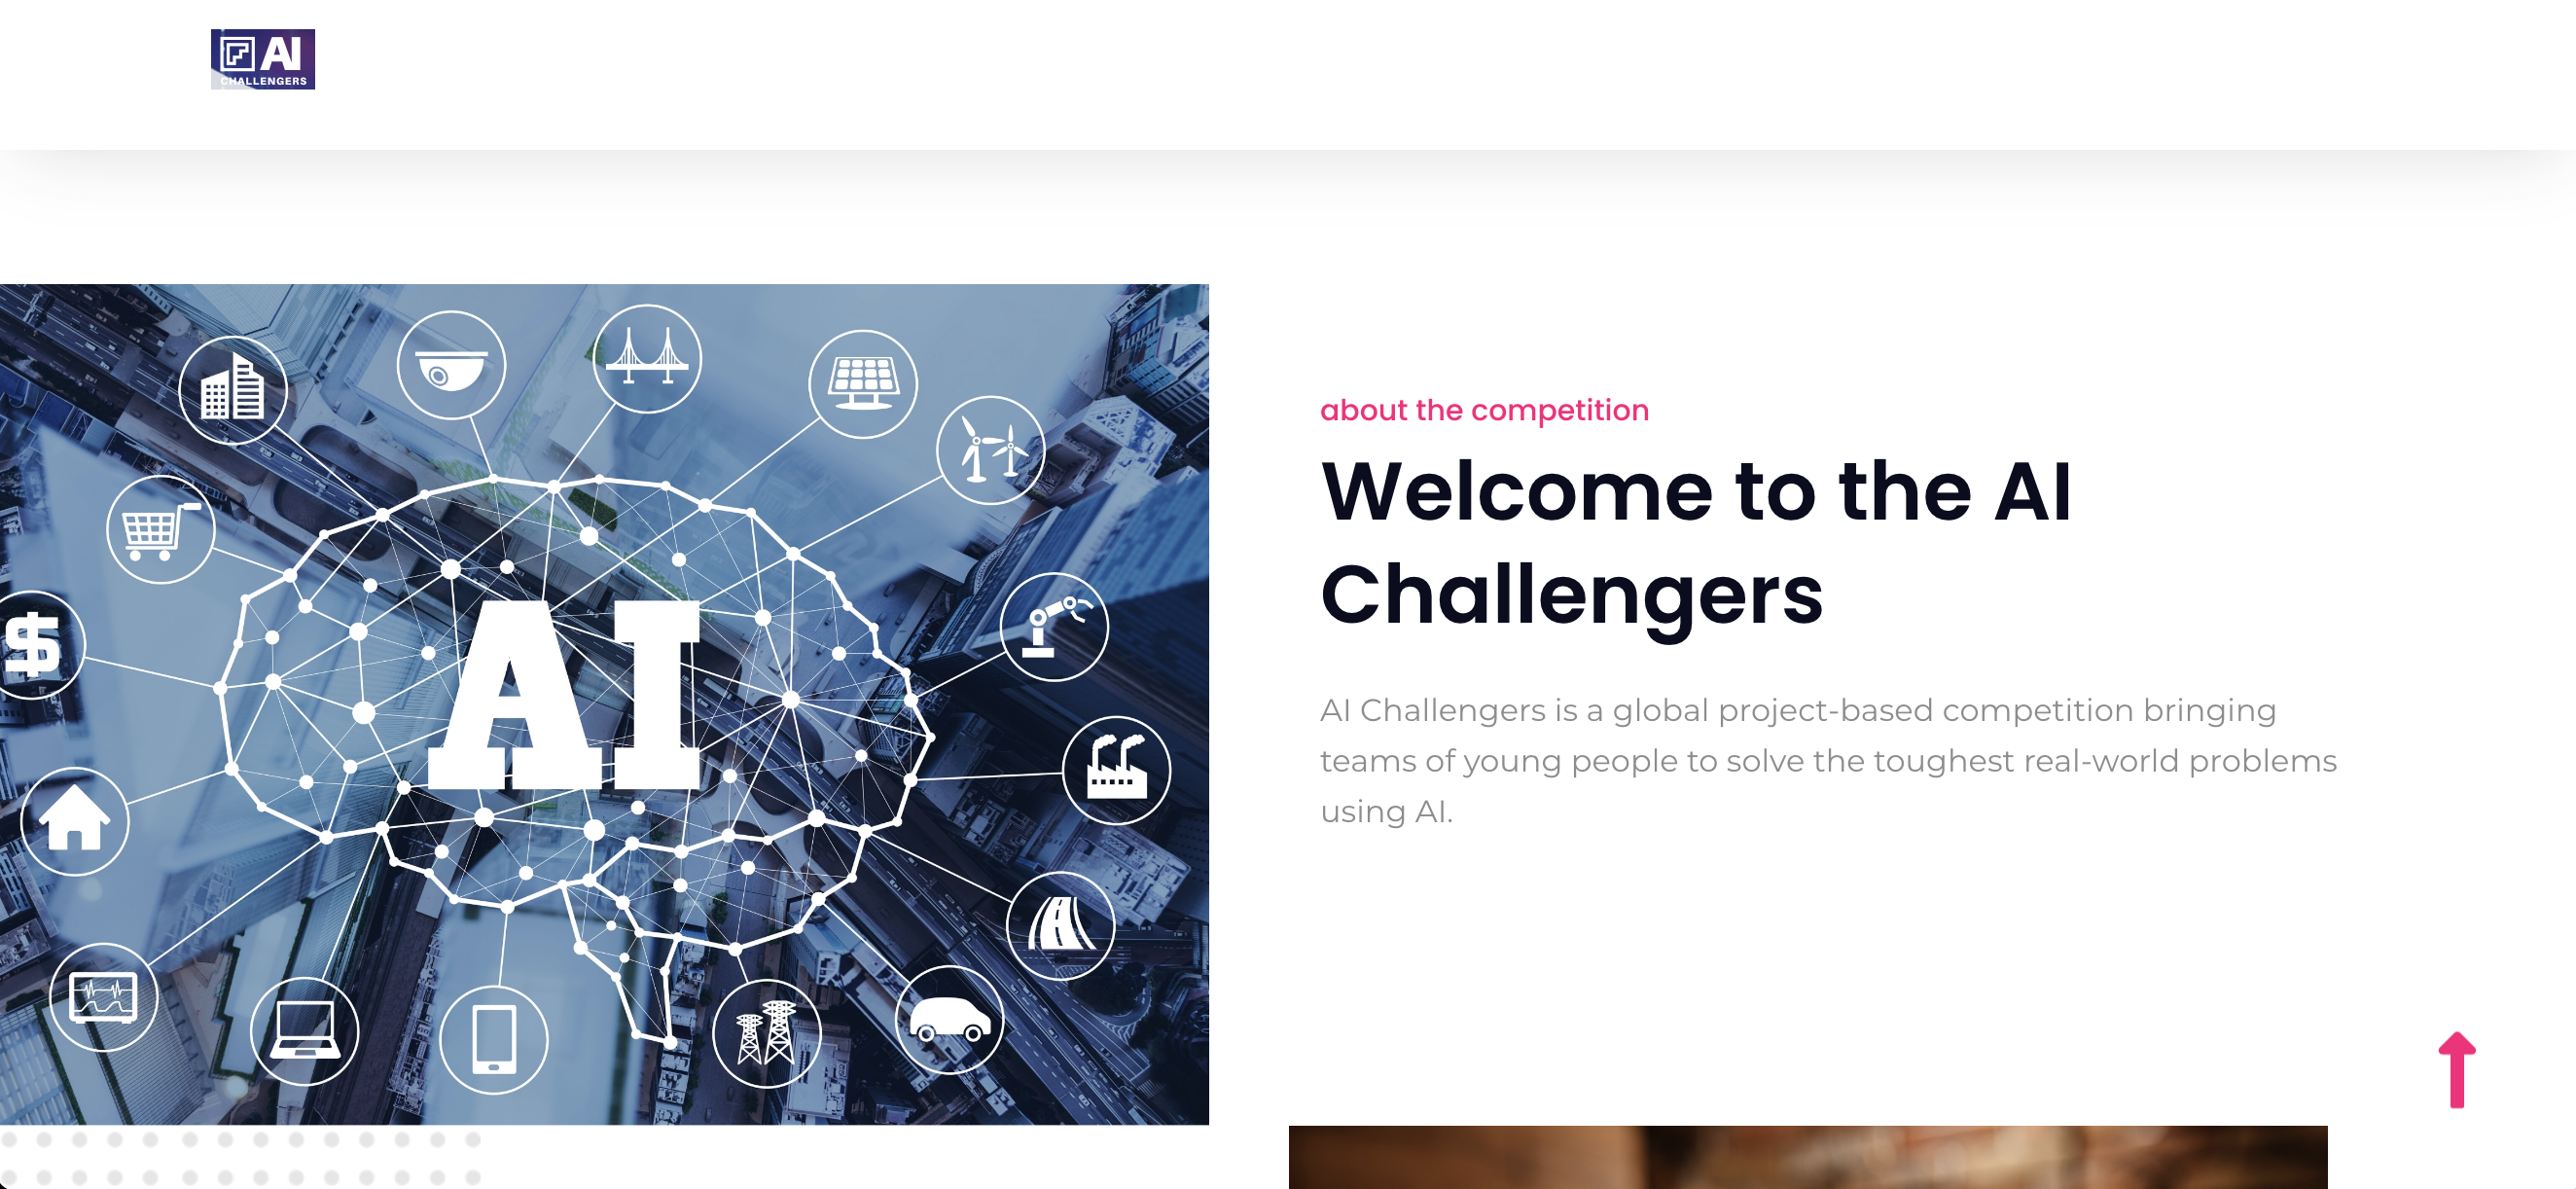 AI
CHALLENGERS
AI
$
about the competition
Welcome to the AI
Challengers
AI Challengers is a global project-based competition bringing
teams of young people to solve the toughest real-world problems
using AI.